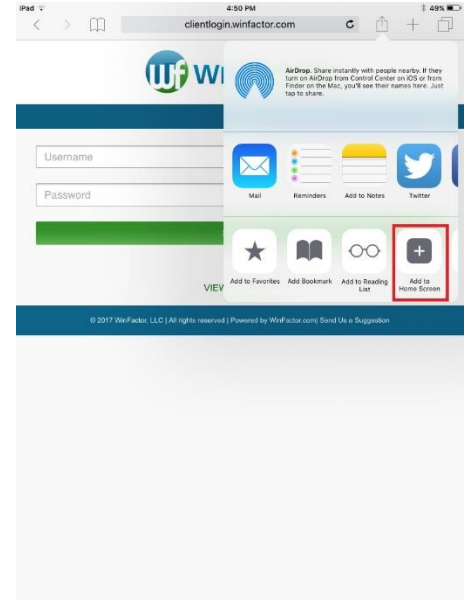 iPad 4:50 PM 49%
clientlogin.winfactor.com
Wi
AirDrop. Share instantly with people nearby. If they
turn on AirDrop from Control Center on iOS or from
Finder on the Mac, you'll see their names here. Just
tap to share.
Username
Password
Mail Reminders Add to Notes Twitter
Add to Favorites Add Bookmark Add to Reading
List Add to
Home Screen
VIEW
© 2017 WinFactor, LLC | All rights reserved | Powered by WinFactor.com| Send Us a Suggestion